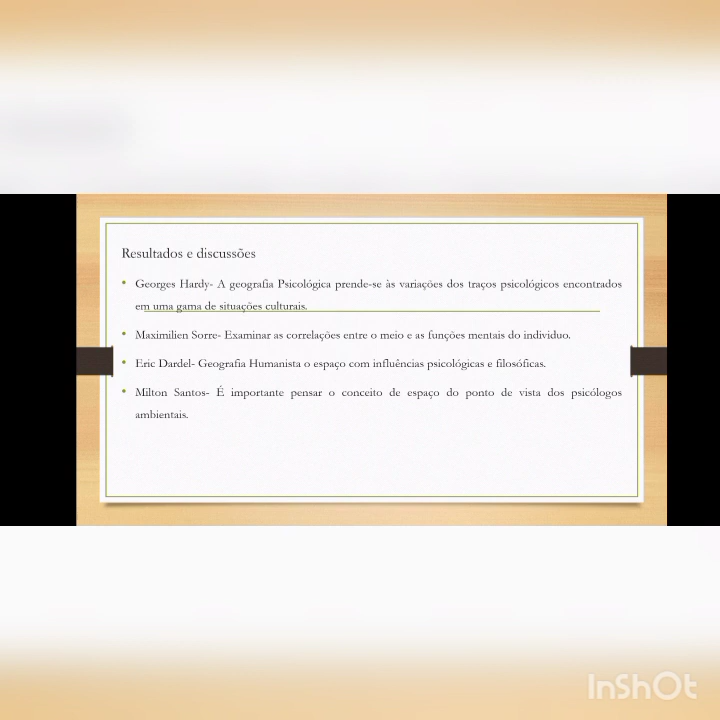 Resultados e discussões
• Georges Hardy- A geografia Psicológica prende-se às variações dos traços psicológicos encontrados
em uma gama de situações culturais.
• Maximilien Sorre- Examinar as correlações entre o meio e as funções mentais do individuo.
• Eric Dardel- Geografia Humanista o espaço com influências psicológicas e filosóficas.
• Milton Santos- É importante pensar o conceito de espaço do ponto de vista dos psicólogos
ambientais.
InShOt